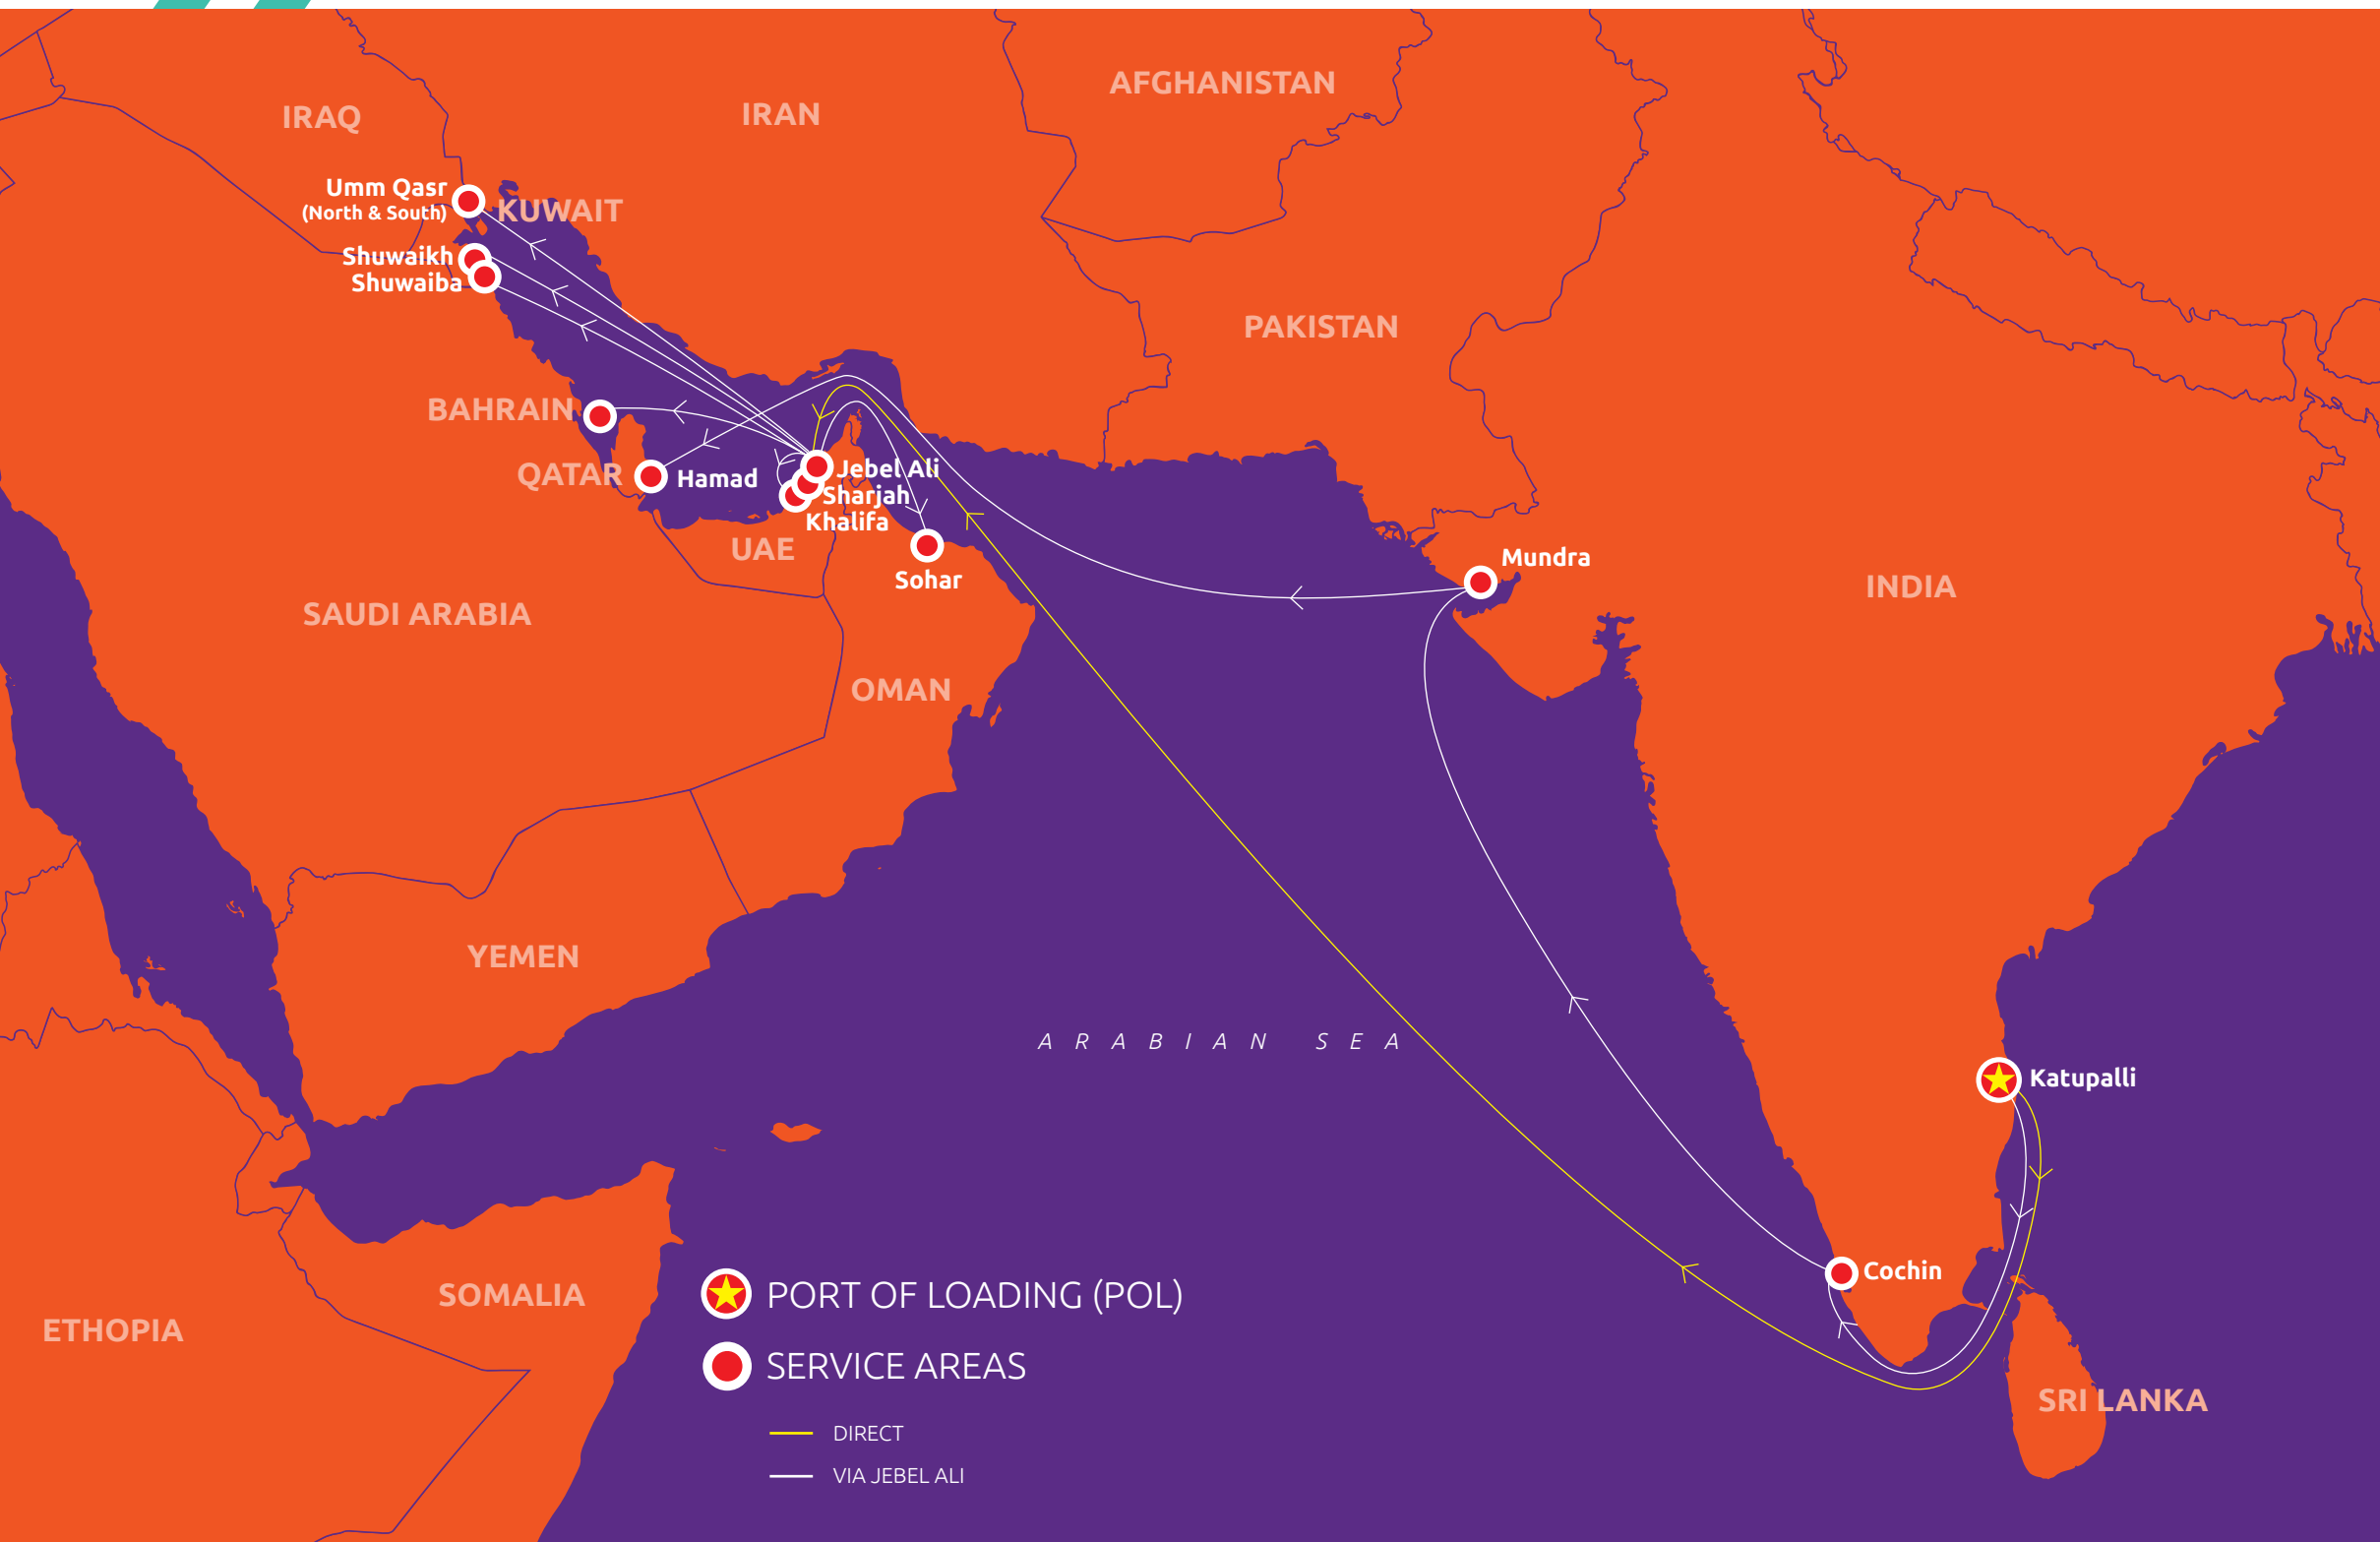 AFGHANISTAN
IRAN
IRAQ
Umm Qasr
(North & South)
KUWAIT
Shuwaikh
Shuwaiba
PAKISTAN
BAHRAIN
QATAR
Hamad
Jebel Ali
Sharjah
Khalifa
UAE
Sohar
Mundra
INDIA
SAUDI ARABIA
OMAN
YEMEN
ARABIAN SEA
Katupalli
Cochin
SOMALIA
ETHOPIA
SRI LANKA
PORT OF LOADING (POL)
SERVICE AREAS
DIRECT
VIA JEBEL ALI